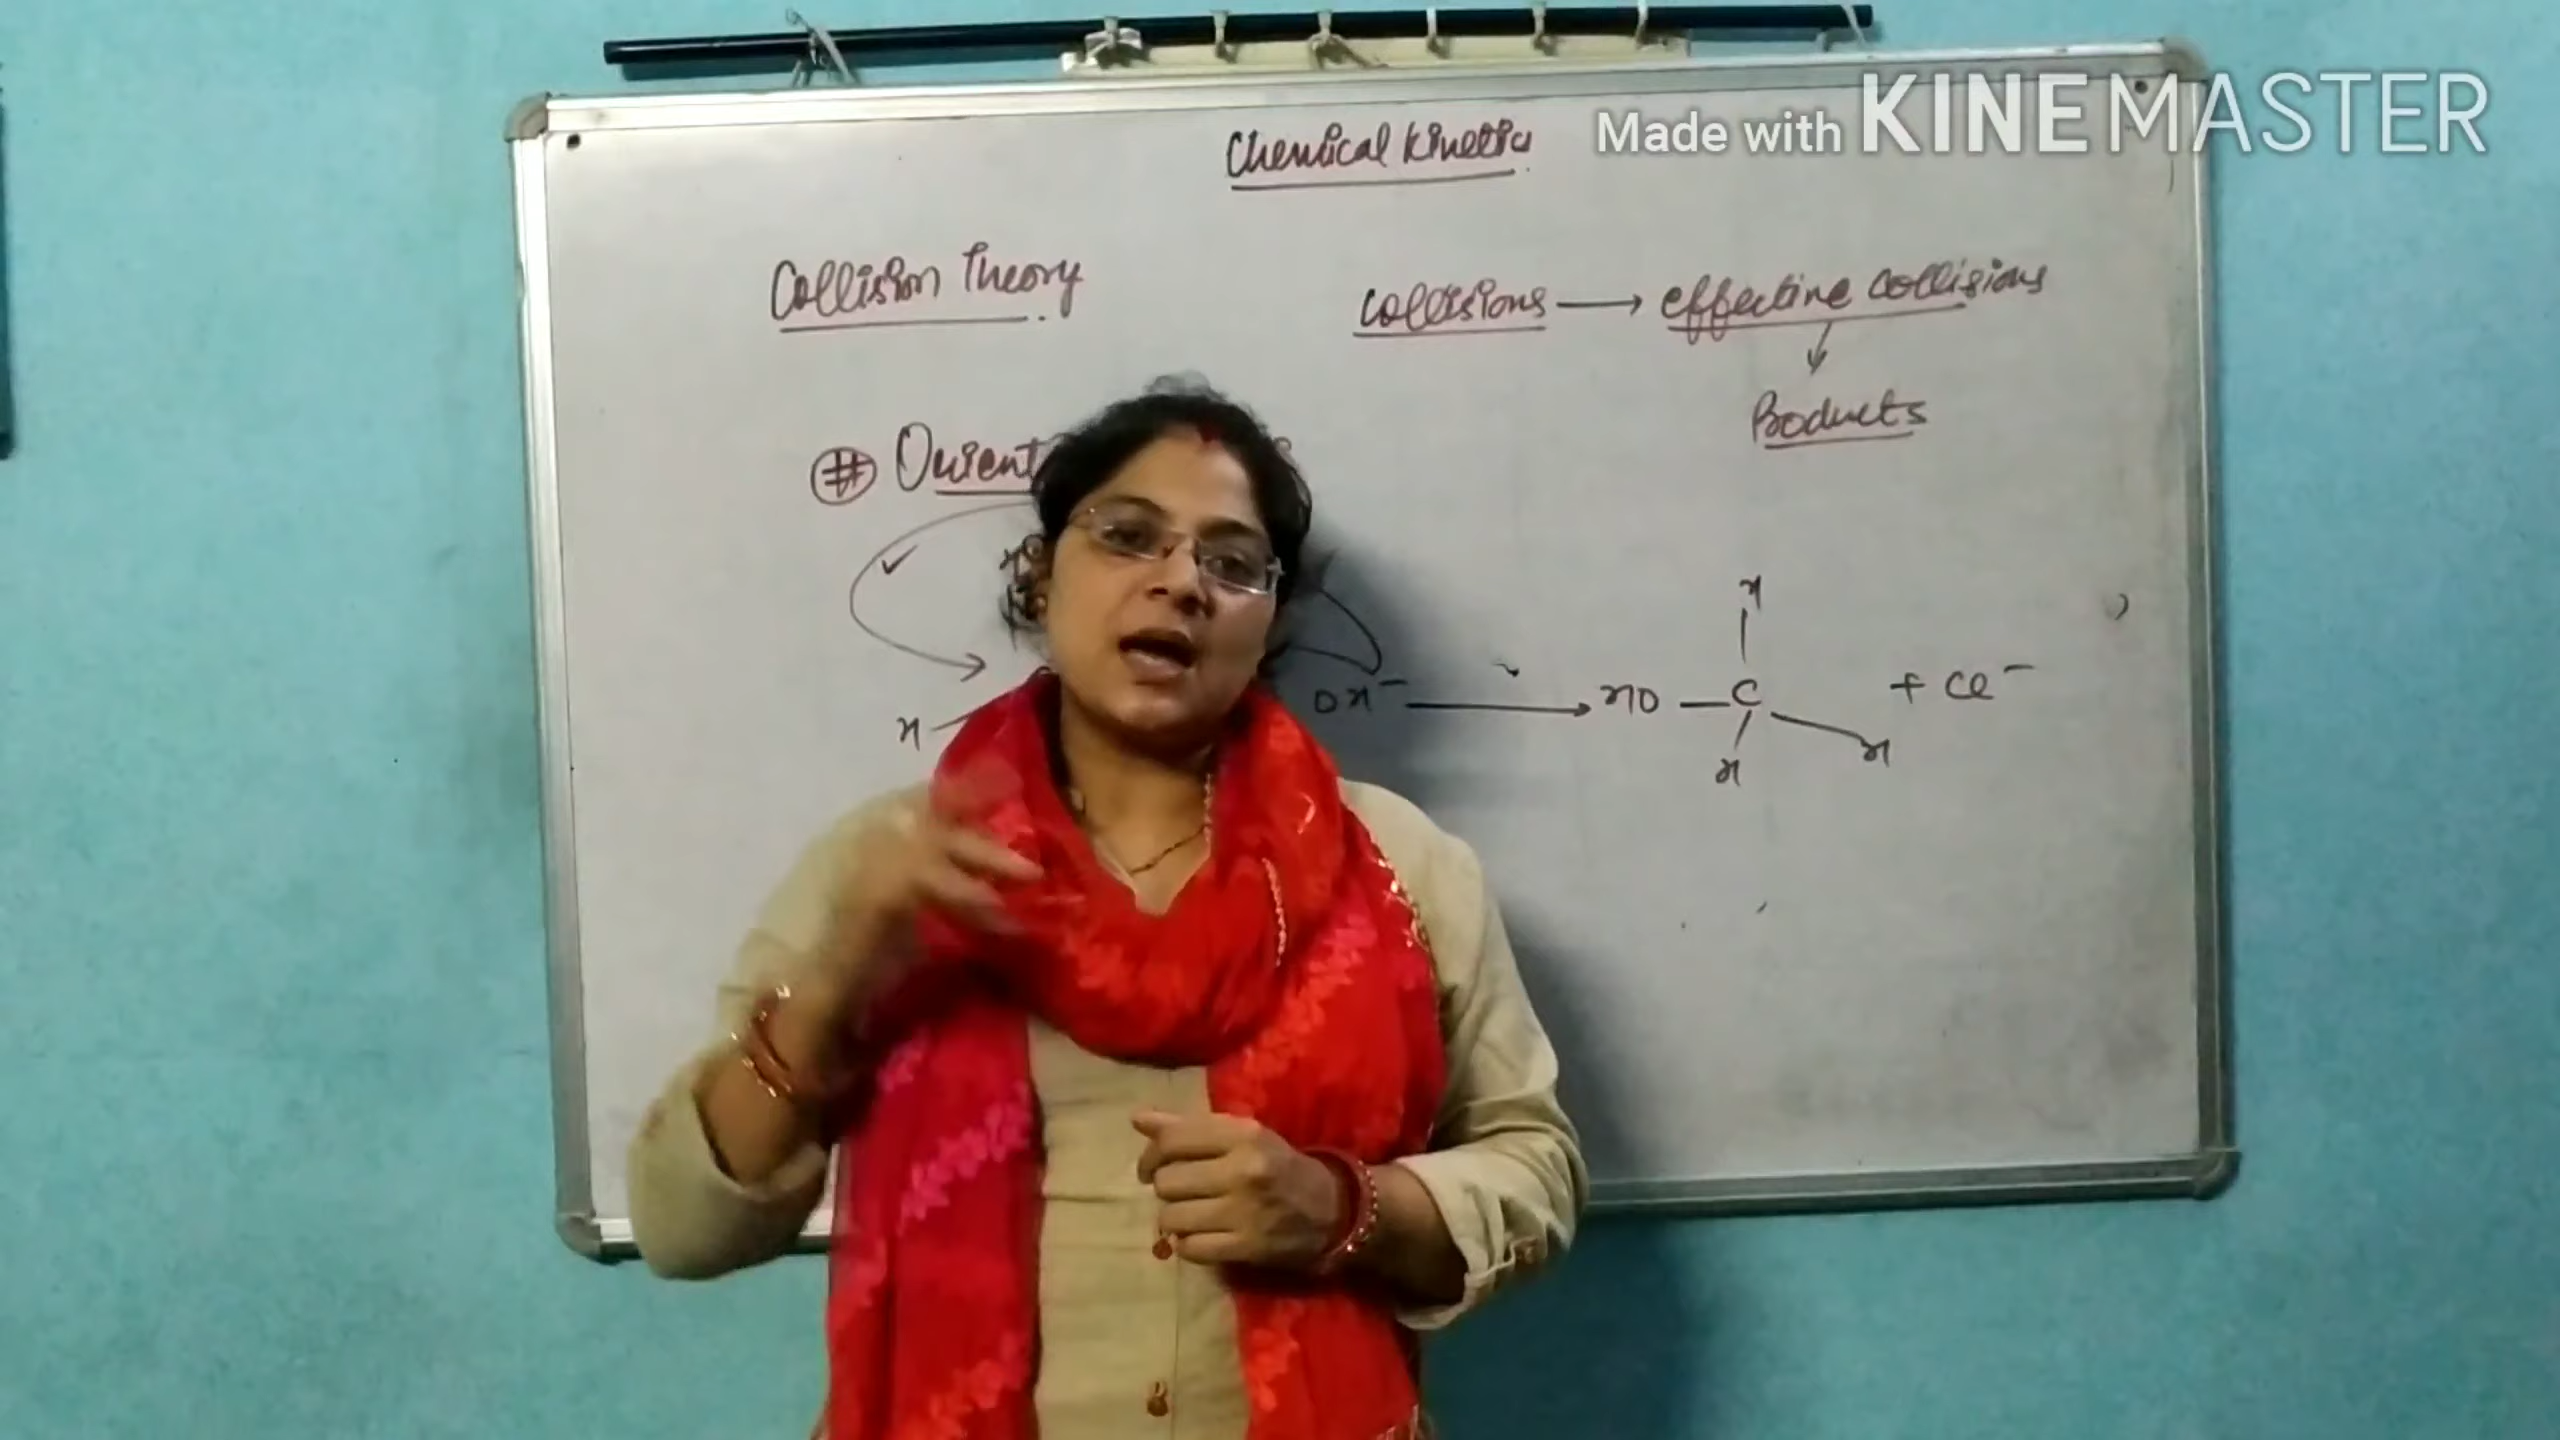 Made with KINEMASTER
Chemical Kinetics
Collision Theory
Collisions → effective collisions
↓
Products
# Orient
H
H OH⁻ → HO — C + Cl⁻
H H